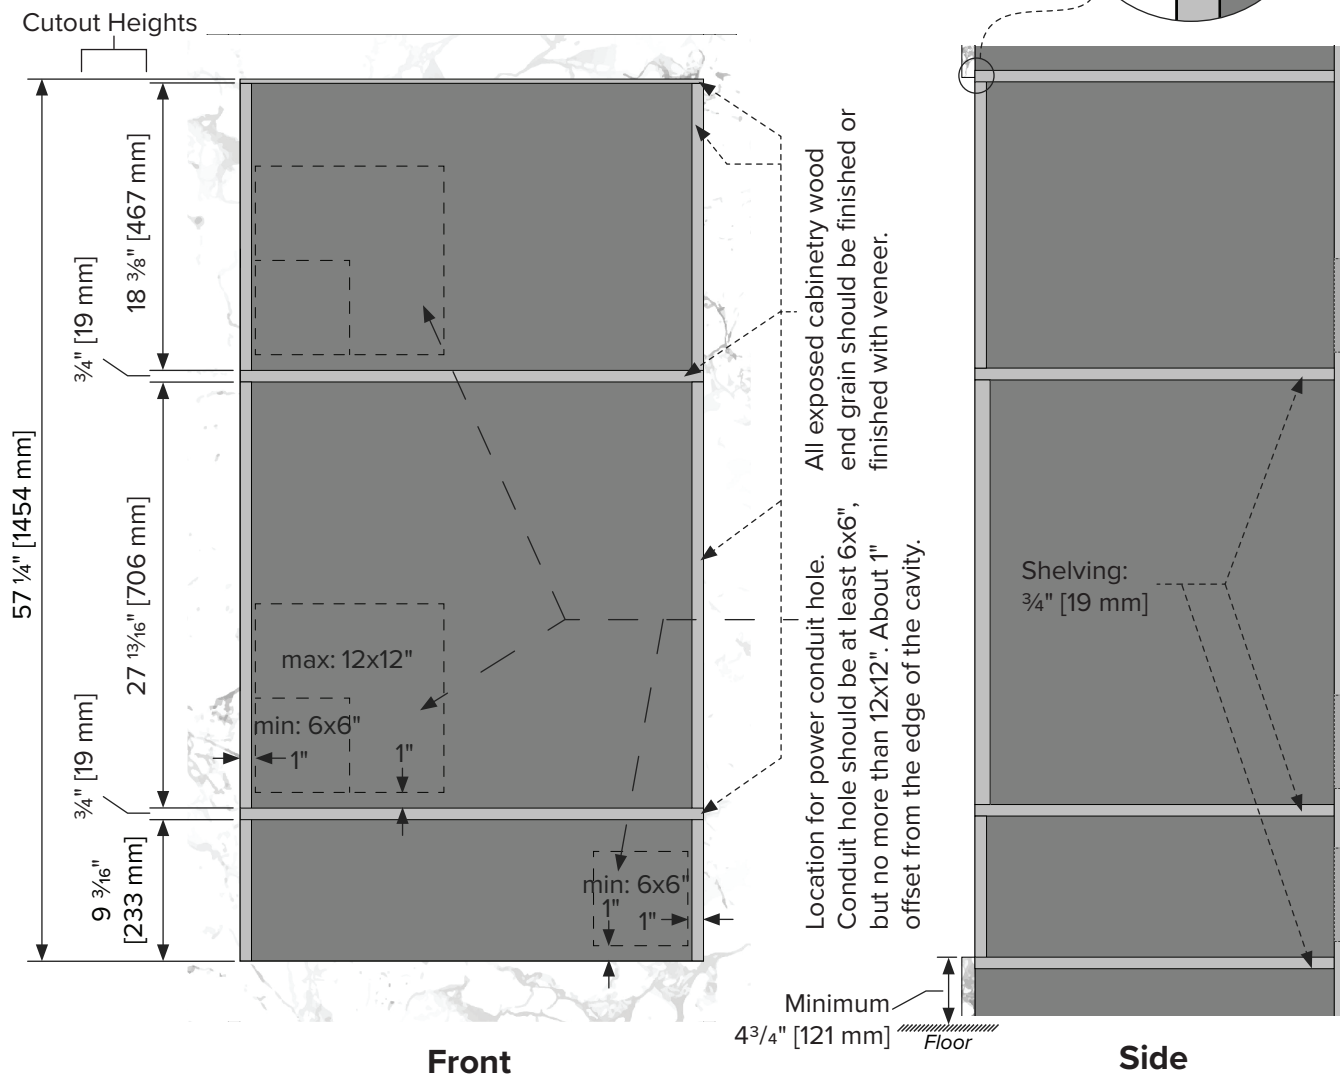 Cutout Heights
57 ¼" [1454 mm]
¾" [19 mm]
18 ⅜" [467 mm]
27 ¹³⁄₁₆" [706 mm]
¾" [19 mm]
9 ³⁄₁₆"
[233 mm]
max: 12x12"
min: 6x6"
1"
1"
min: 6x6"
1"
1"
All exposed cabinetry wood
end grain should be finished or
finished with veneer.
Location for power conduit hole.
Conduit hole should be at least 6x6",
but no more than 12x12". About 1"
offset from the edge of the cavity.
Shelving:
¾" [19 mm]
Minimum
4³/₄" [121 mm]
Floor
Front
Side